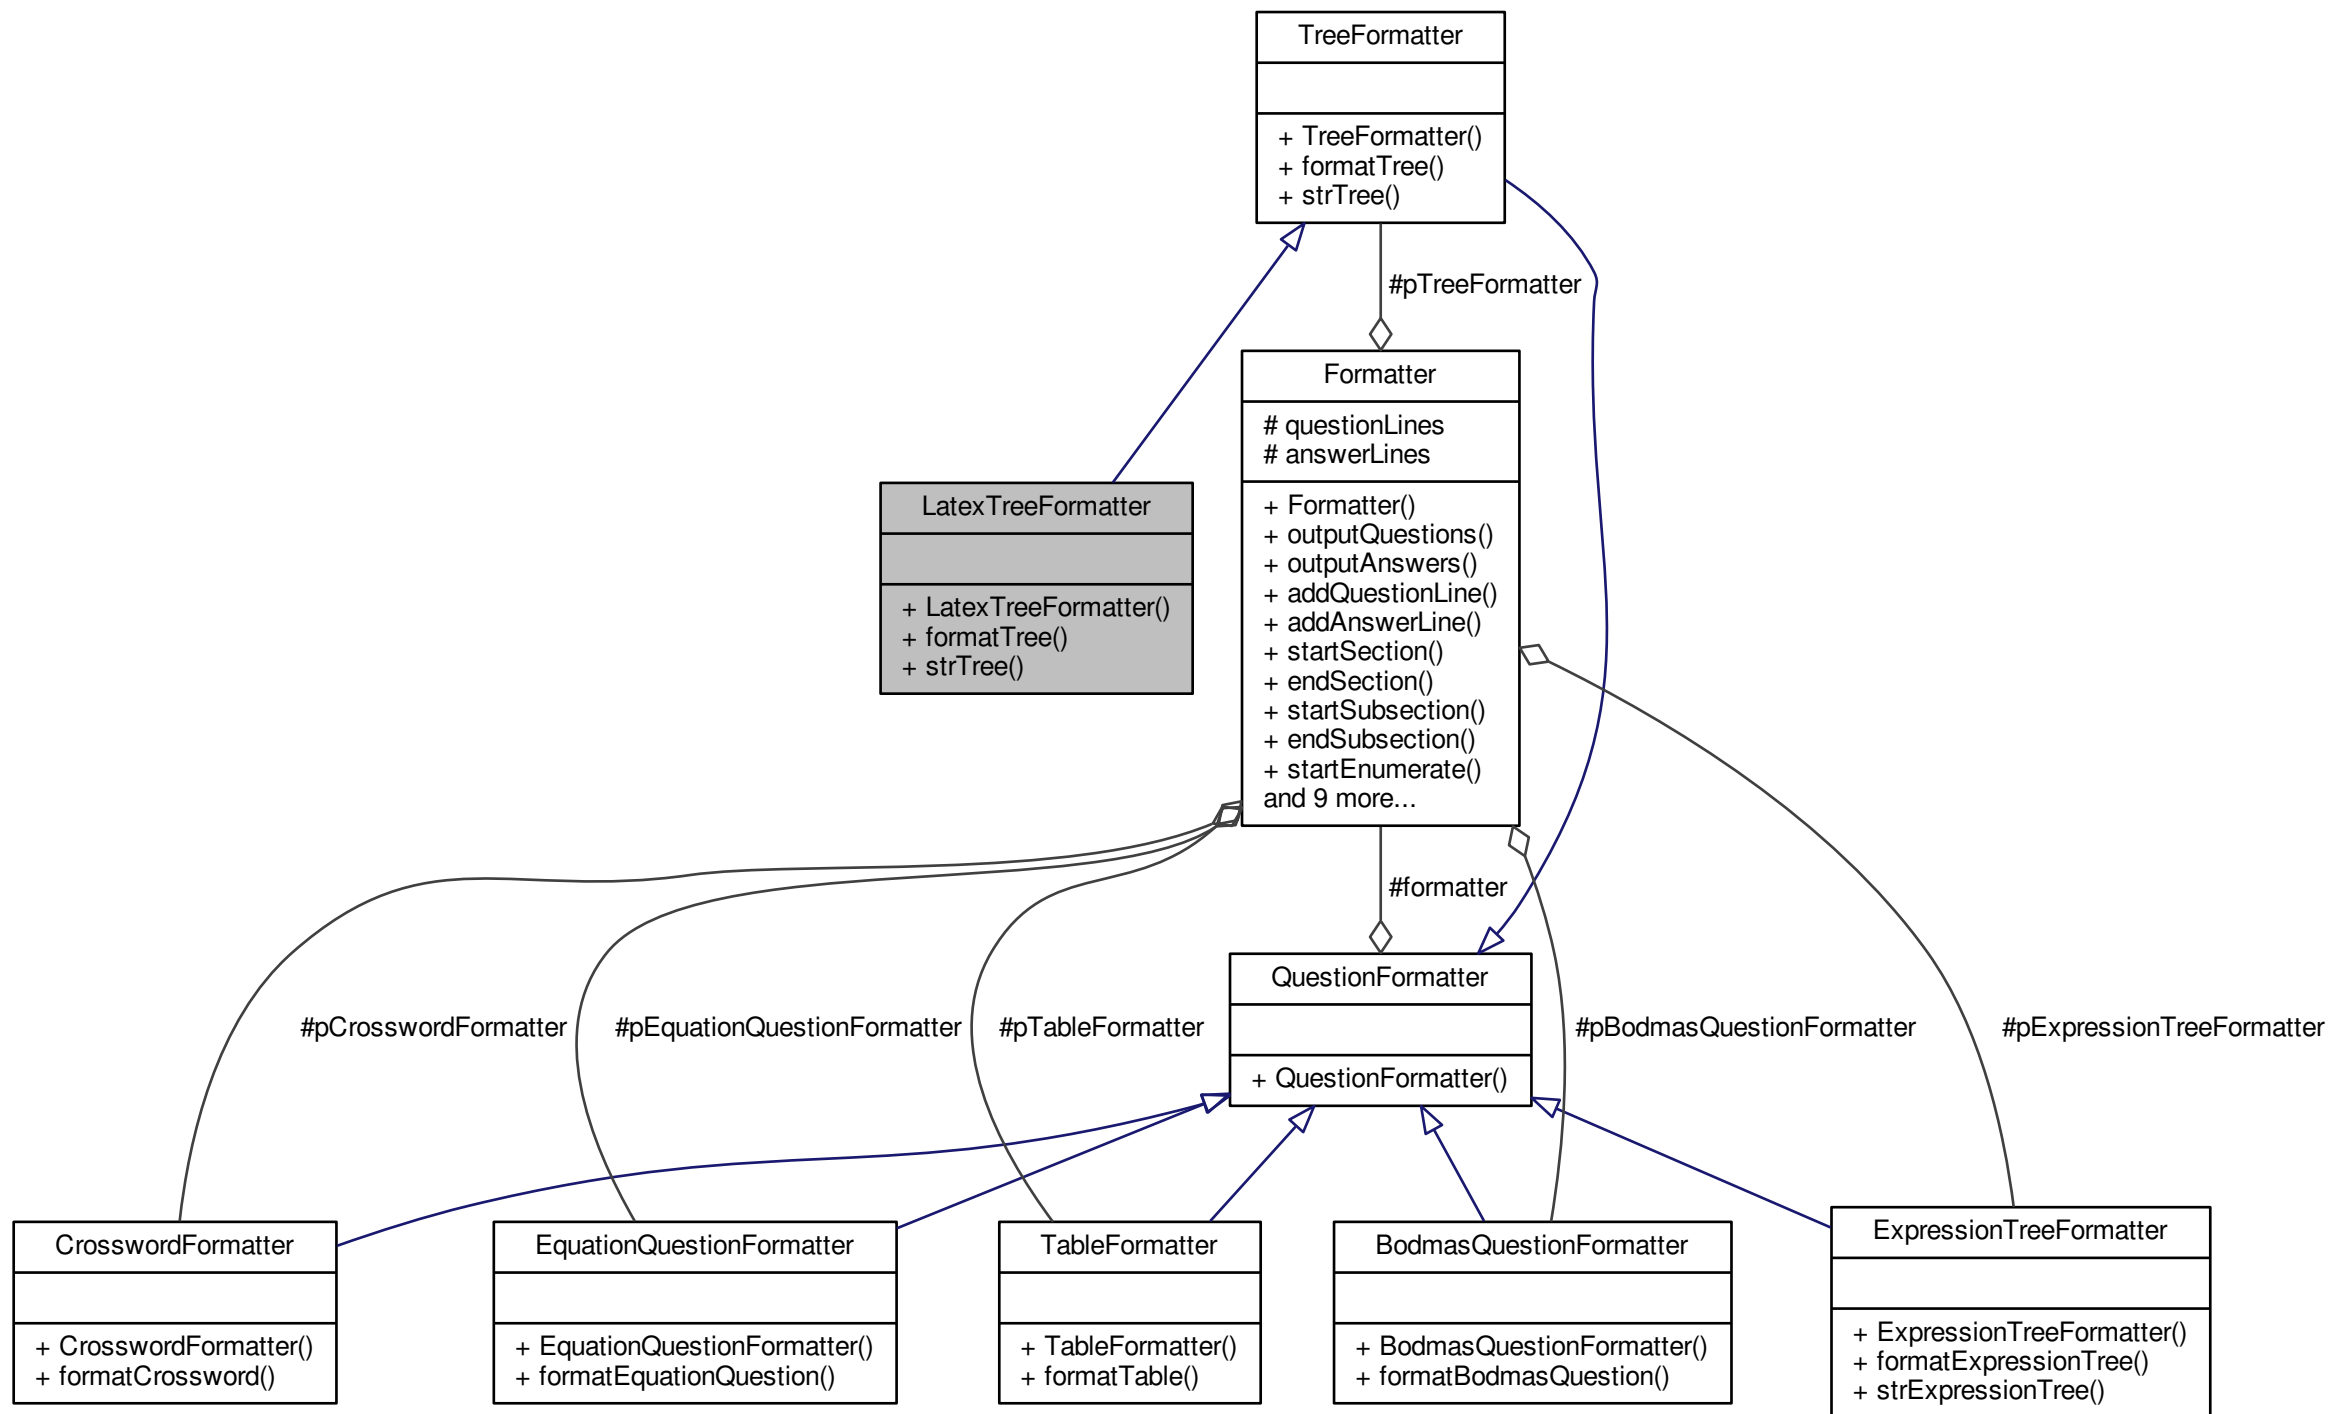 TreeFormatter
+ TreeFormatter()
+ formatTree()
+ strTree()
#pTreeFormatter
Formatter
# questionLines
# answerLines
+ Formatter()
+ outputQuestions()
+ outputAnswers()
+ addQuestionLine()
+ addAnswerLine()
+ startSection()
+ endSection()
+ startSubsection()
+ endSubsection()
+ startEnumerate()
and 9 more...
LatexTreeFormatter
+ LatexTreeFormatter()
+ formatTree()
+ strTree()
#formatter
QuestionFormatter
+ QuestionFormatter()
#pCrosswordFormatter
#pEquationQuestionFormatter
#pTableFormatter
#pBodmasQuestionFormatter
#pExpressionTreeFormatter
CrosswordFormatter
+ CrosswordFormatter()
+ formatCrossword()
EquationQuestionFormatter
+ EquationQuestionFormatter()
+ formatEquationQuestion()
TableFormatter
+ TableFormatter()
+ formatTable()
BodmasQuestionFormatter
+ BodmasQuestionFormatter()
+ formatBodmasQuestion()
ExpressionTreeFormatter
+ ExpressionTreeFormatter()
+ formatExpressionTree()
+ strExpressionTree()